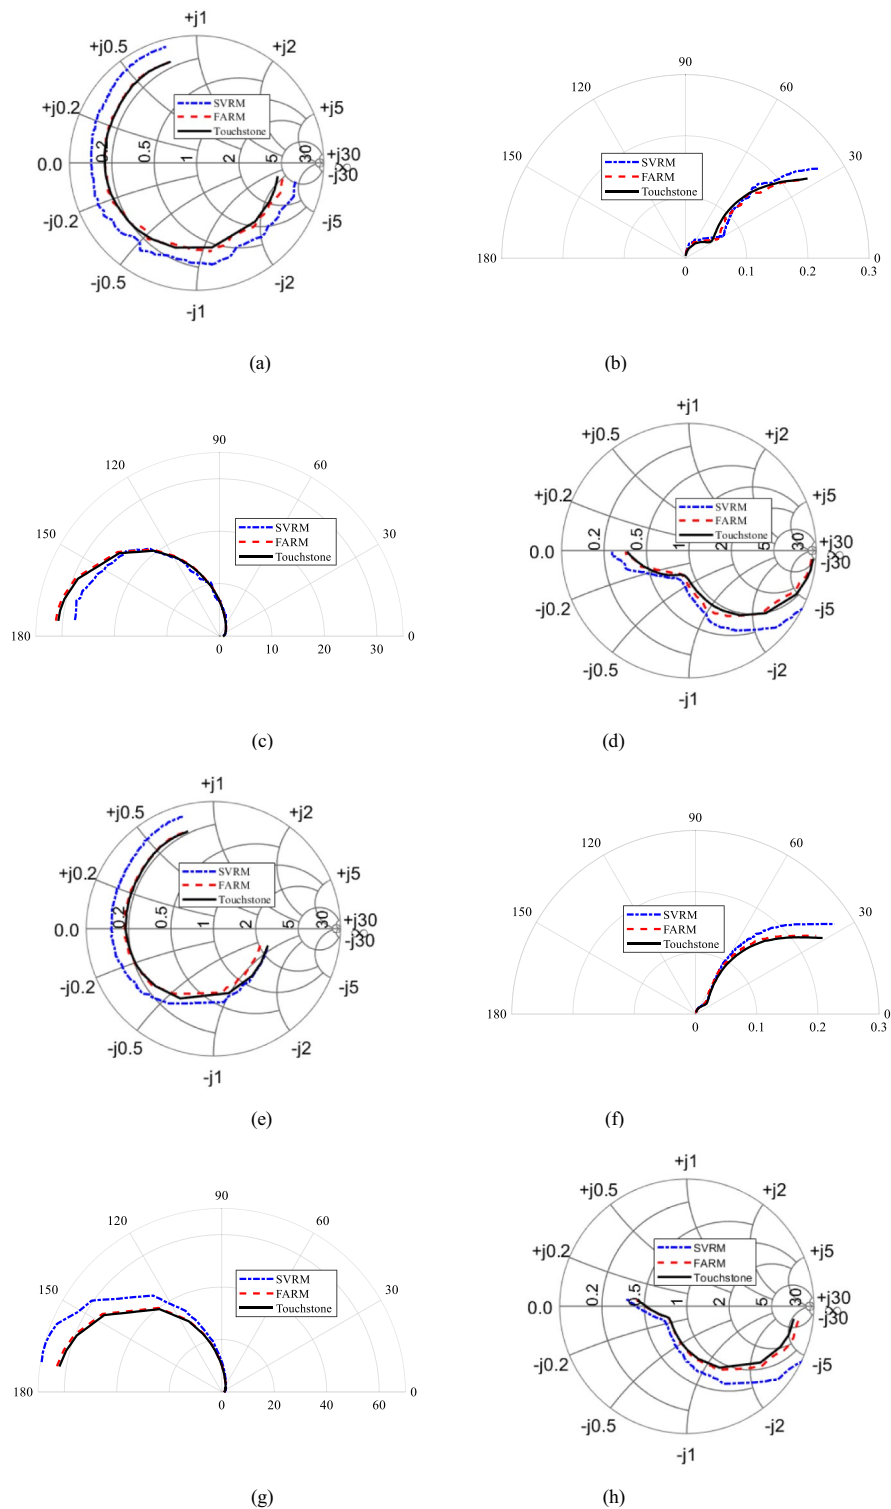 +j1
+j0.5
+j2
+j0.2
+j5
SVRM
FARM
Touchstone
0.0
0.2
0.5
1
2
5
30
+j30
-j30
∞
-j0.2
-j5
-j0.5
-j2
-j1
(a)
90
120
60
150
30
SVRM
FARM
Touchstone
180
0
0
0.1
0.2
0.3
(b)
90
120
60
150
30
SVRM
FARM
Touchstone
180
0
0
10
20
30
(c)
+j1
+j0.5
+j2
+j0.2
+j5
SVRM
FARM
Touchstone
0.0
0.2
0.5
1
2
5
30
+j30
-j30
∞
-j0.2
-j5
-j0.5
-j2
-j1
(d)
+j1
+j0.5
+j2
+j0.2
+j5
SVRM
FARM
Touchstone
0.0
0.2
0.5
1
2
5
30
+j30
-j30
∞
-j0.2
-j5
-j0.5
-j2
-j1
(e)
90
120
60
150
30
SVRM
FARM
Touchstone
180
0
0
0.1
0.2
0.3
(f)
90
120
60
150
30
SVRM
FARM
Touchstone
180
0
0
20
40
60
(g)
+j1
+j0.5
+j2
+j0.2
+j5
SVRM
FARM
Touchstone
0.0
0.2
0.5
1
2
5
30
+j30
-j30
∞
-j0.2
-j5
-j0.5
-j2
-j1
(h)